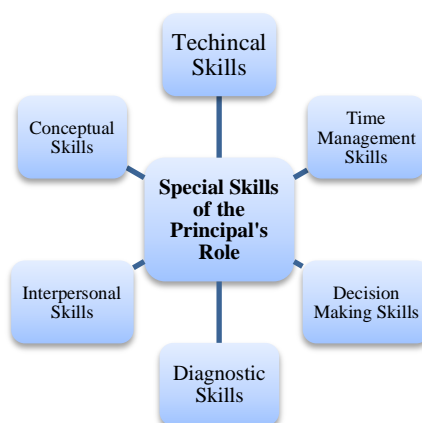 Techincal
Skills
Conceptual
Skills
Time
Management
Skills
Special Skills
of the
Principal's
Role
Interpersonal
Skills
Decision
Making Skills
Diagnostic
Skills